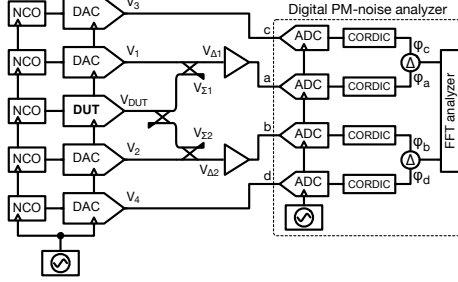 Digital PM-noise analyzer
NCO DAC V3 c ADC CORDIC φc
Δ
NCO DAC V1 VΔ1 a ADC CORDIC φa
VΣ1
NCO DUT VDUT
FFT analyzer
VΣ2 b ADC CORDIC φb
NCO DAC V2 VΔ2
Δ
NCO DAC V4 d ADC CORDIC φd